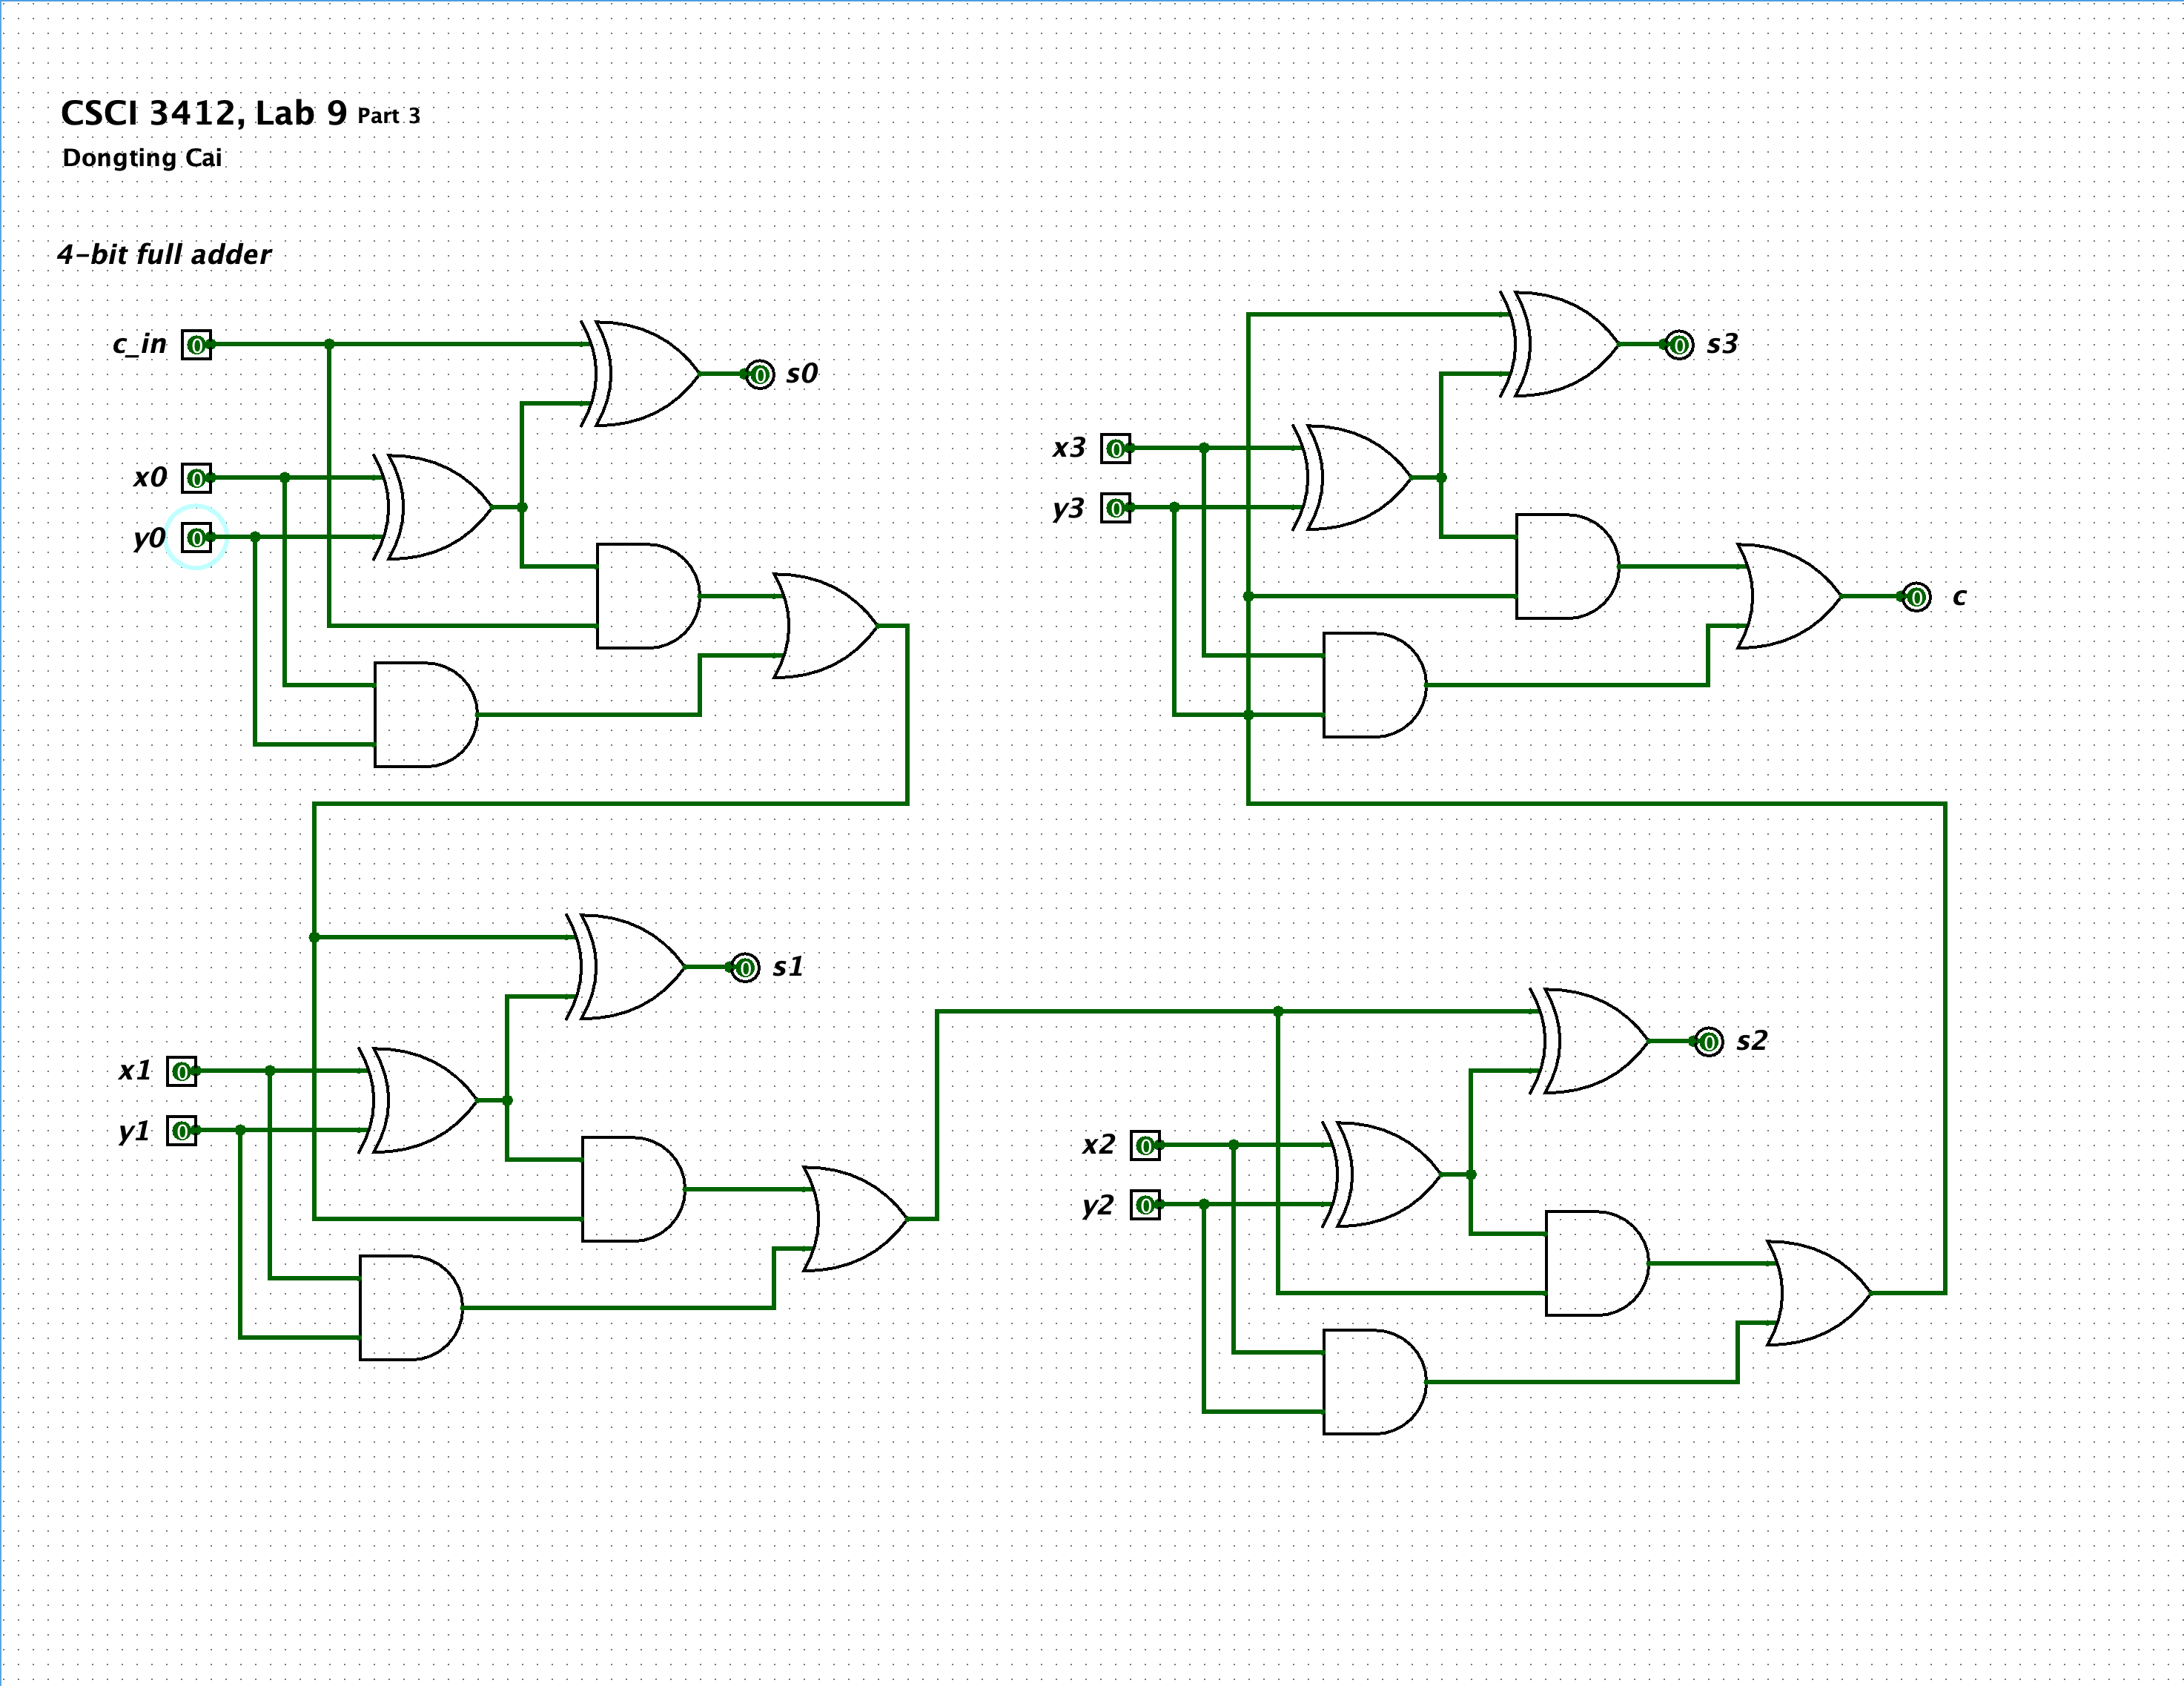 CSCI 3412, Lab 9 Part 3
Dongting Cai
4-bit full adder
c_in 0
s0 0
x0 0
y0 0
s3 0
x3 0
y3 0
c 0
s1 0
x1 0
y1 0
s2 0
x2 0
y2 0